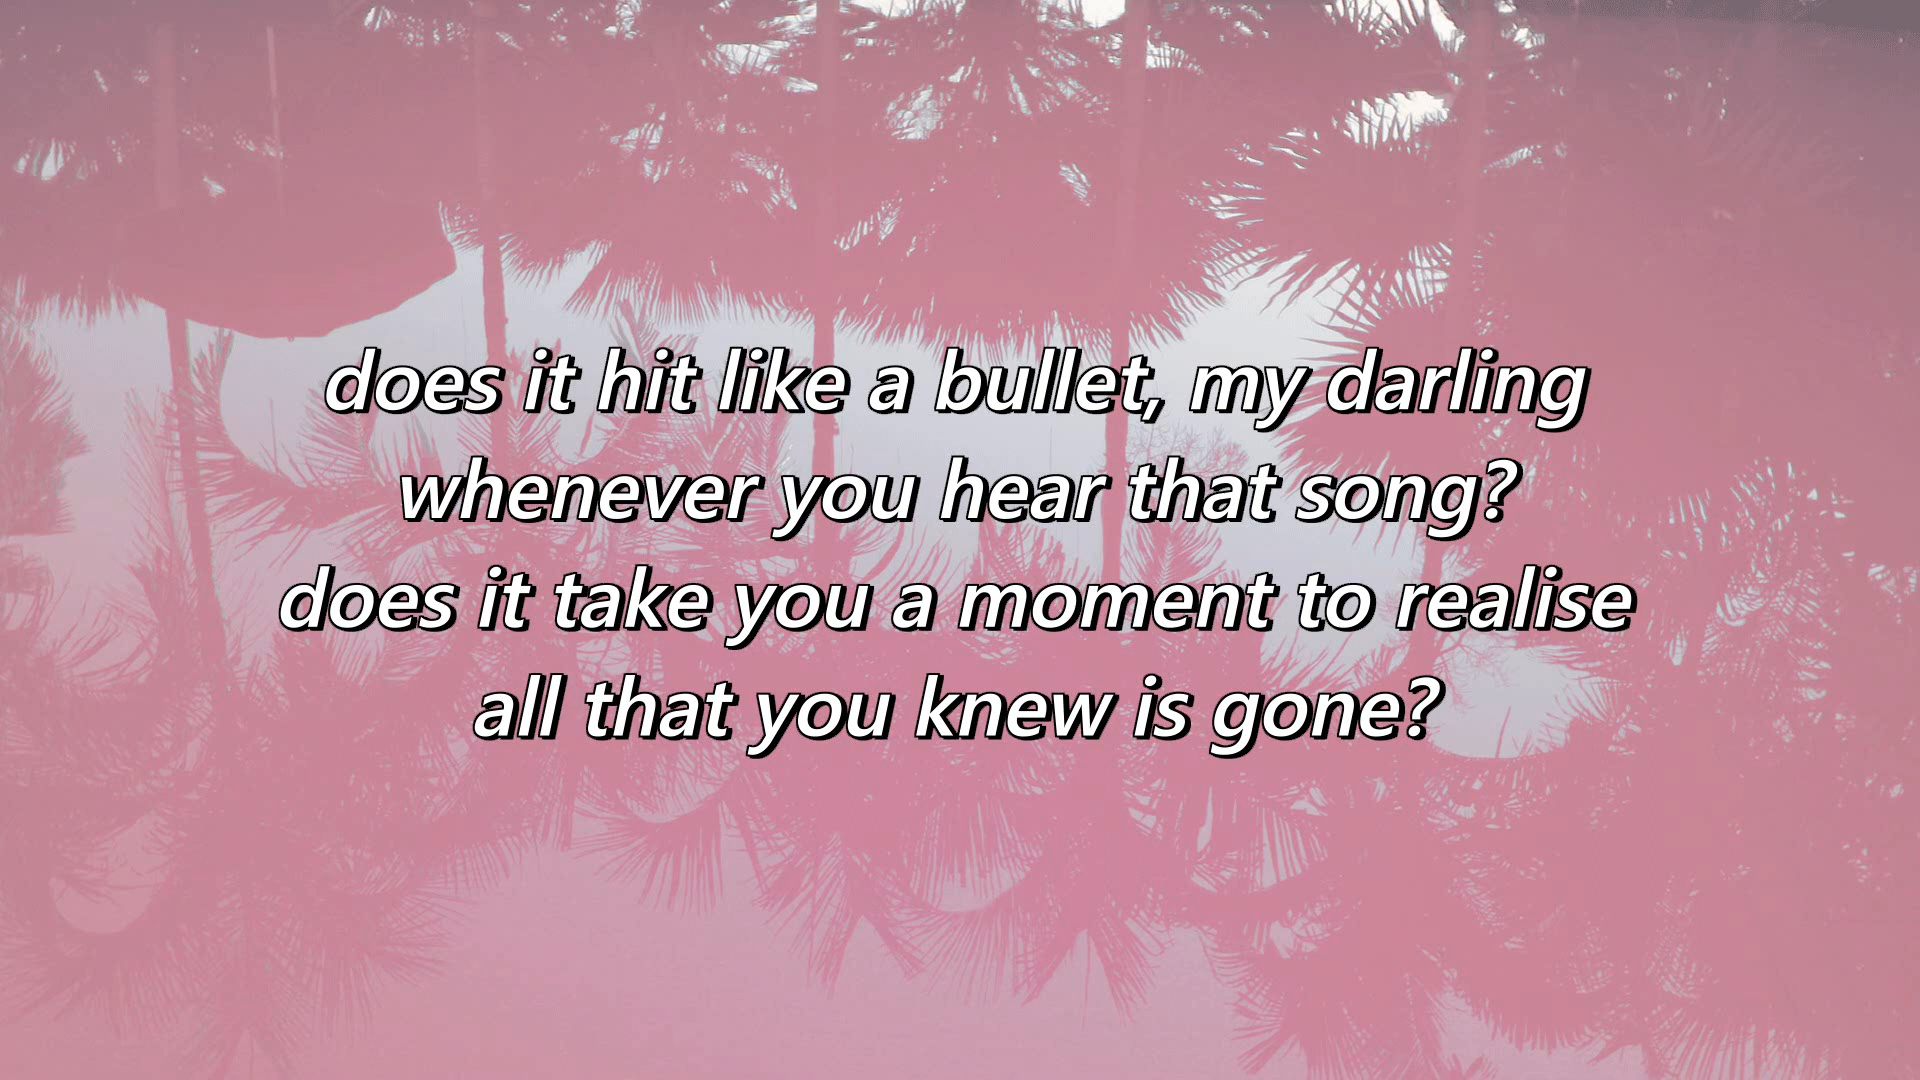 does it hit like a bullet, my darling
whenever you hear that song?
does it take you a moment to realise
all that you knew is gone?